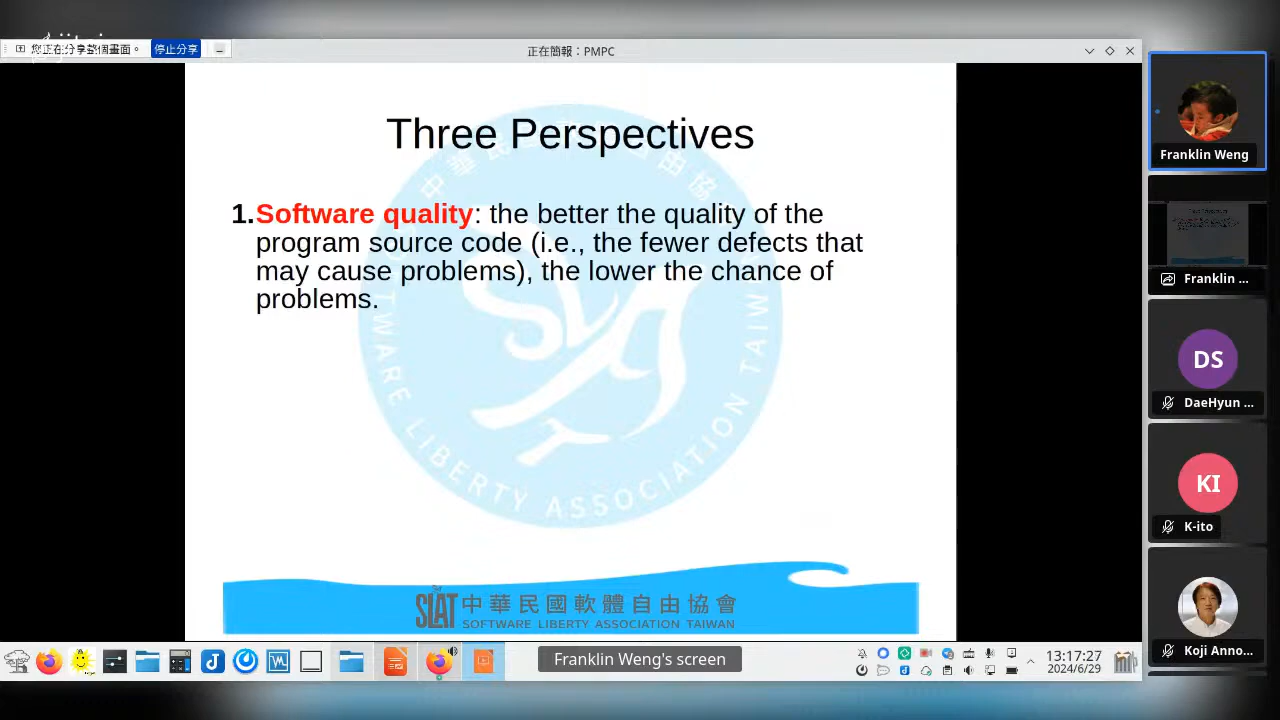 您正在分享整個畫面。 停止分享
正在簡報：PMPC
Three Perspectives
1.Software quality: the better the quality of the
program source code (i.e., the fewer defects that
may cause problems), the lower the chance of
problems.
SOFTWARE LIBERTY ASSOCIATION TAIWAN
SLAT 中華民國軟體自由協會
SOFTWARE LIBERTY ASSOCIATION TAIWAN
Franklin Weng's screen
13:17:27
2024/6/29
Franklin Weng
Franklin ...
DS
DaeHyun ...
KI
K-ito
Koji Anno...